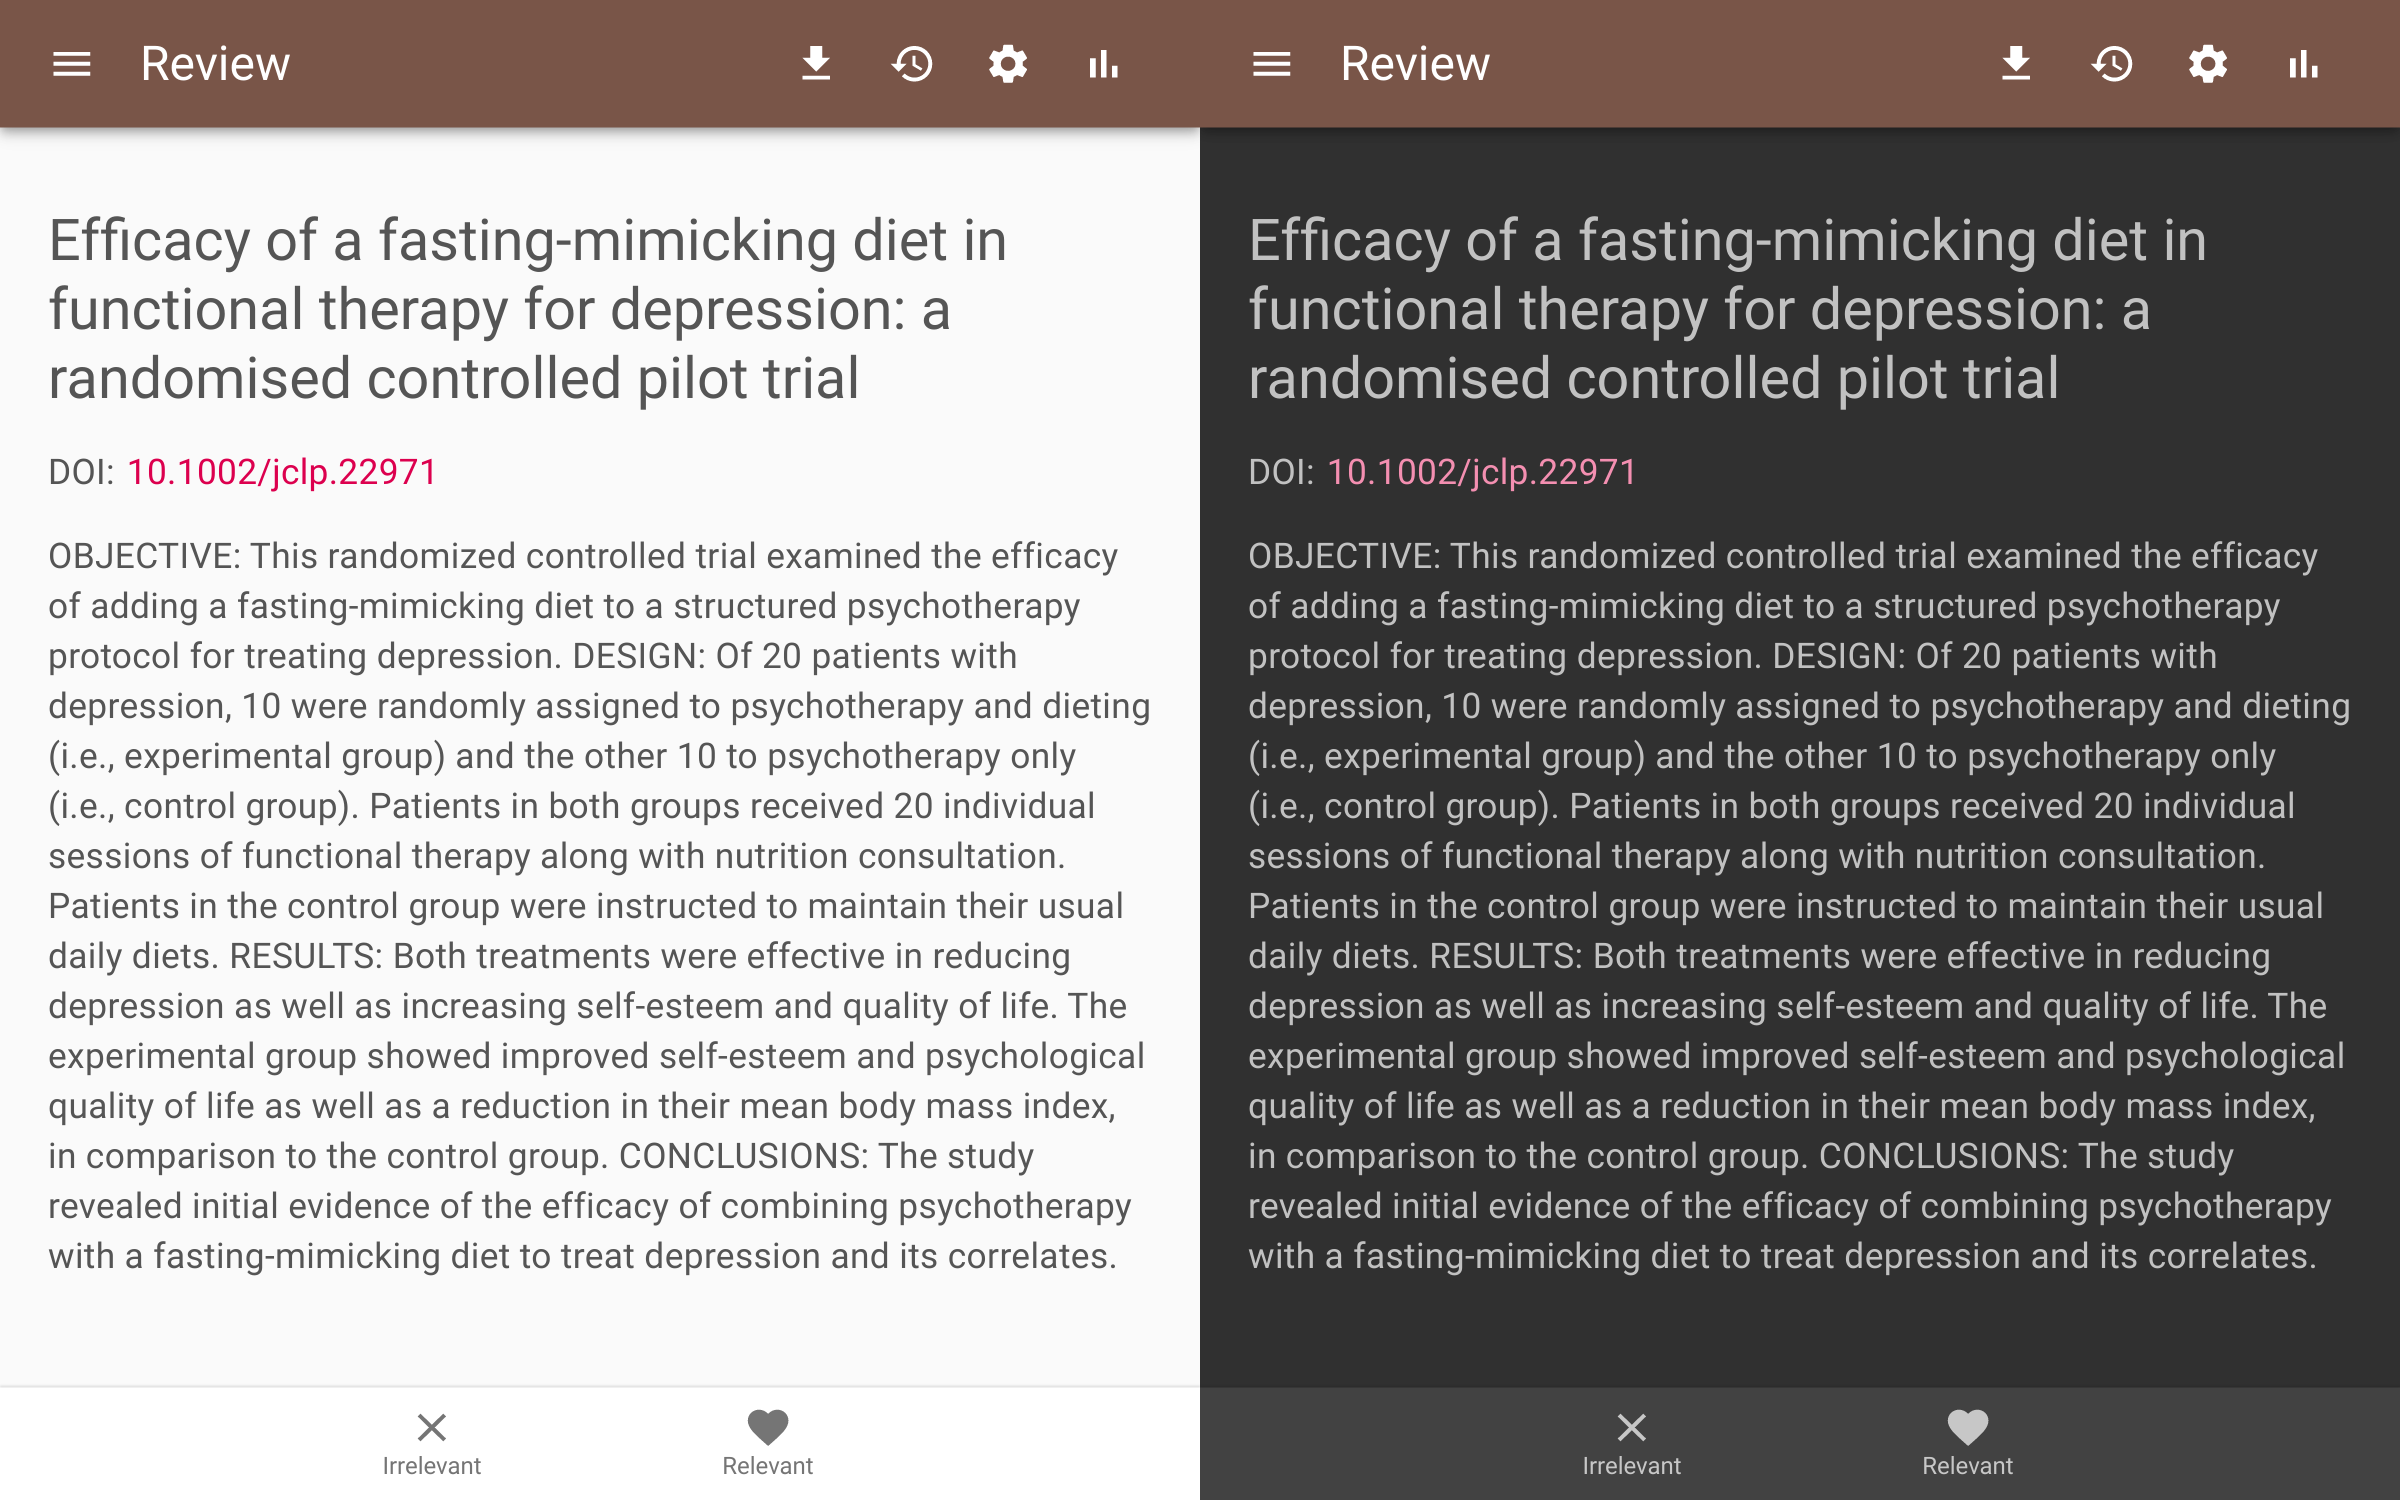 Review
Efficacy of a fasting-mimicking diet in
functional therapy for depression: a
randomised controlled pilot trial
DOI: 10.1002/jclp.22971
OBJECTIVE: This randomized controlled trial examined the efficacy
of adding a fasting-mimicking diet to a structured psychotherapy
protocol for treating depression. DESIGN: Of 20 patients with
depression, 10 were randomly assigned to psychotherapy and dieting
(i.e., experimental group) and the other 10 to psychotherapy only
(i.e., control group). Patients in both groups received 20 individual
sessions of functional therapy along with nutrition consultation.
Patients in the control group were instructed to maintain their usual
daily diets. RESULTS: Both treatments were effective in reducing
depression as well as increasing self-esteem and quality of life. The
experimental group showed improved self-esteem and psychological
quality of life as well as a reduction in their mean body mass index,
in comparison to the control group. CONCLUSIONS: The study
revealed initial evidence of the efficacy of combining psychotherapy
with a fasting-mimicking diet to treat depression and its correlates.
Irrelevant
Relevant
Review
Efficacy of a fasting-mimicking diet in
functional therapy for depression: a
randomised controlled pilot trial
DOI: 10.1002/jclp.22971
OBJECTIVE: This randomized controlled trial examined the efficacy
of adding a fasting-mimicking diet to a structured psychotherapy
protocol for treating depression. DESIGN: Of 20 patients with
depression, 10 were randomly assigned to psychotherapy and dieting
(i.e., experimental group) and the other 10 to psychotherapy only
(i.e., control group). Patients in both groups received 20 individual
sessions of functional therapy along with nutrition consultation.
Patients in the control group were instructed to maintain their usual
daily diets. RESULTS: Both treatments were effective in reducing
depression as well as increasing self-esteem and quality of life. The
experimental group showed improved self-esteem and psychological
quality of life as well as a reduction in their mean body mass index,
in comparison to the control group. CONCLUSIONS: The study
revealed initial evidence of the efficacy of combining psychotherapy
with a fasting-mimicking diet to treat depression and its correlates.
Irrelevant
Relevant